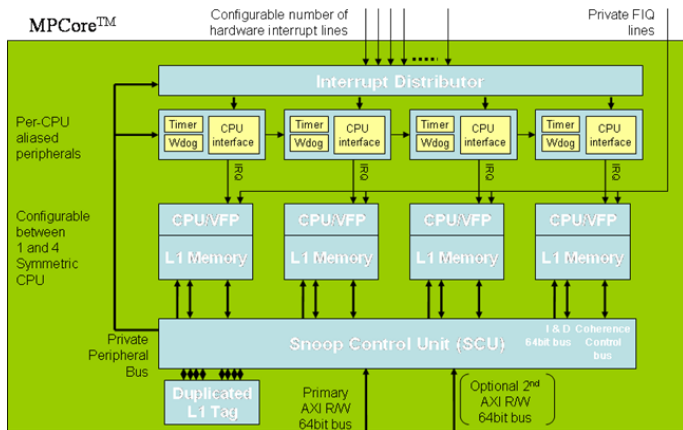 MPCore™
Configurable number of
hardware interrupt lines
Private FIQ
lines
Interrupt Distributor
Per-CPU
aliased
peripherals
Timer
Wdog
CPU
interface
Timer
Wdog
CPU
interface
Timer
Wdog
CPU
interface
Timer
Wdog
CPU
interface
IRQ
IRQ
IRQ
IRQ
Configurable
between
1 and 4
Symmetric
CPU
CPU/VFP
L1 Memory
CPU/VFP
L1 Memory
CPU/VFP
L1 Memory
CPU/VFP
L1 Memory
Private
Peripheral
Bus
Snoop Control Unit (SCU)
I & D
64bit bus
Coherence
Control
bus
Duplicated
L1 Tag
Primary
AXI R/W
64bit bus
Optional 2nd
AXI R/W
64bit bus